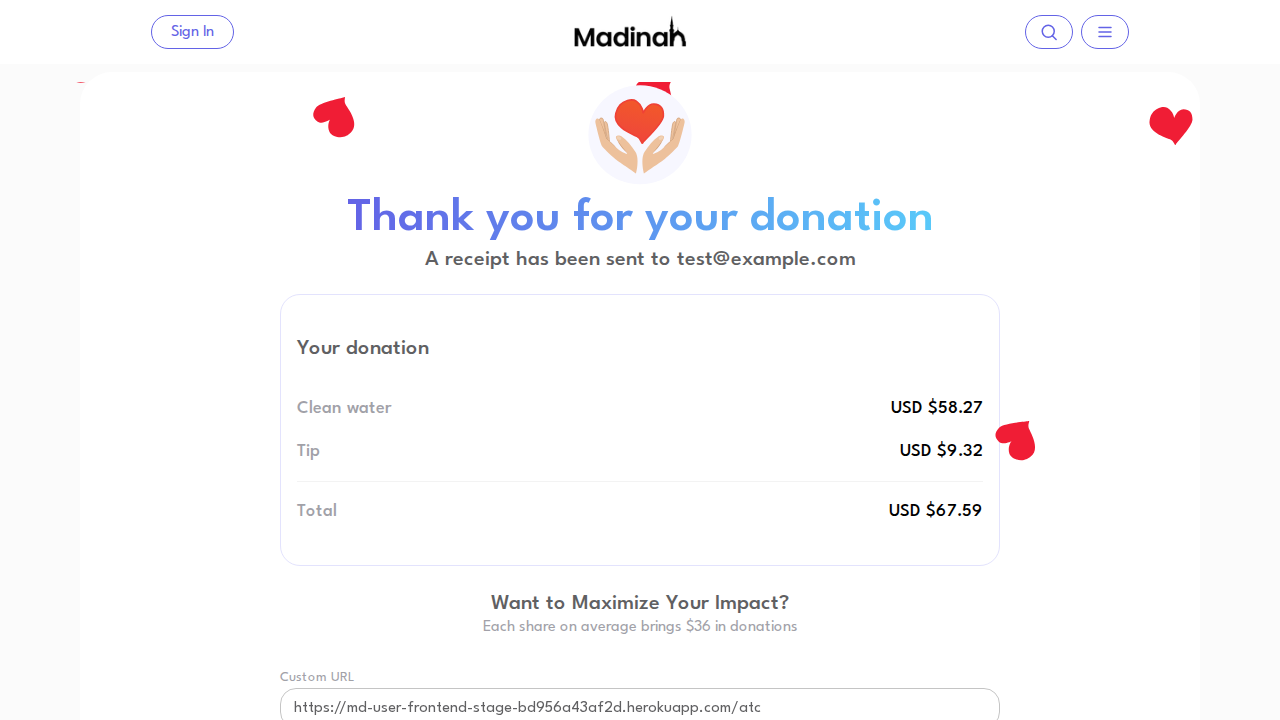 Sign In
Madinah
Thank you for your donation
A receipt has been sent to test@example.com
Your donation
Clean water USD $58.27
Tip USD $9.32
Total USD $67.59
Want to Maximize Your Impact?
Each share on average brings $36 in donations
Custom URL
https://md-user-frontend-stage-bd956a43af2d.herokuapp.com/atc